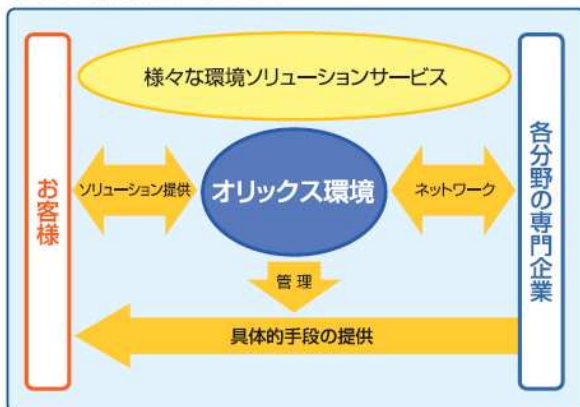 様々な環境ソリューションサービス
お客様
ソリューション提供
オリックス環境
ネットワーク
各分野の専門企業
管理
具体的手段の提供